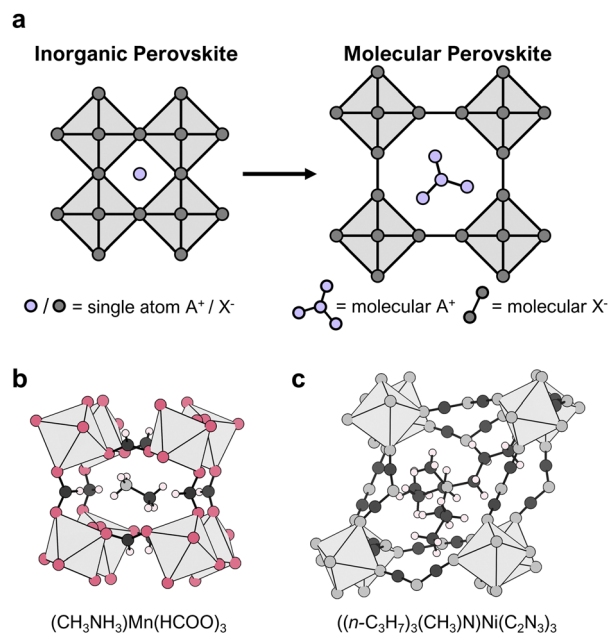 a
Inorganic Perovskite
Molecular Perovskite
/ = single atom A⁺ / X⁻
= molecular A⁺
= molecular X⁻
b
c
(CH₃NH₃)Mn(HCOO)₃
((n-C₃H₇)₃(CH₃)N)Ni(C₂N₃)₃